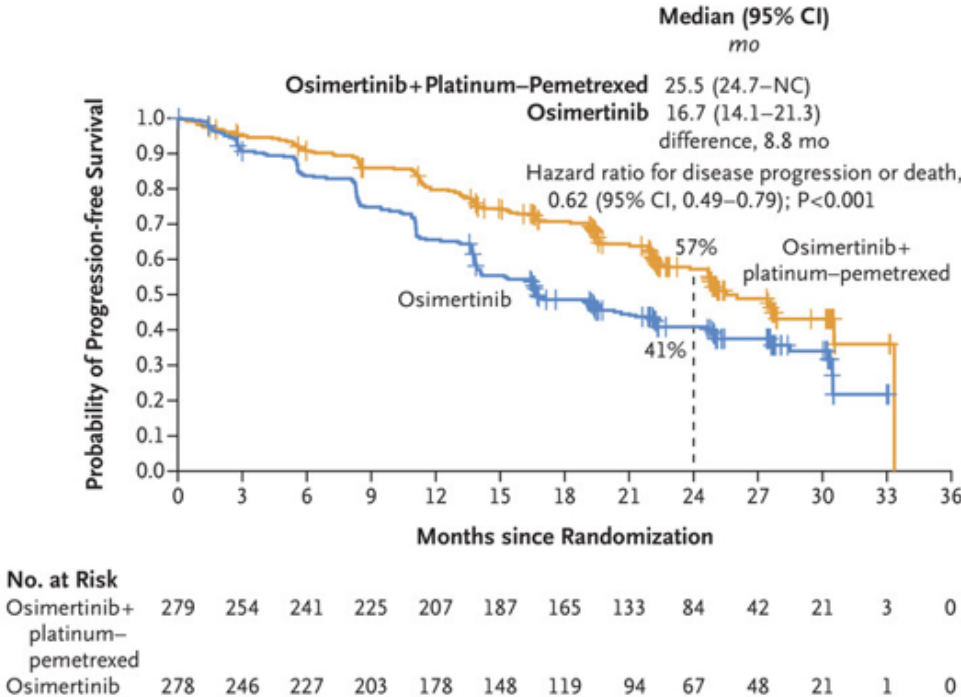 Median (95% CI)
mo
Osimertinib+Platinum–Pemetrexed 25.5 (24.7–NC)
Osimertinib 16.7 (14.1–21.3)
difference, 8.8 mo
Hazard ratio for disease progression or death,
0.62 (95% CI, 0.49–0.79); P<0.001
Probability of Progression-free Survival
1.0
0.9
0.8
0.7
0.6
0.5
0.4
0.3
0.2
0.1
0.0
57%
Osimertinib+
platinum–pemetrexed
Osimertinib
41%
0 3 6 9 12 15 18 21 24 27 30 33 36
Months since Randomization
No. at Risk
Osimertinib+ 279 254 241 225 207 187 165 133 84 42 21 3 0
platinum–
pemetrexed
Osimertinib 278 246 227 203 178 148 119 94 67 48 21 1 0